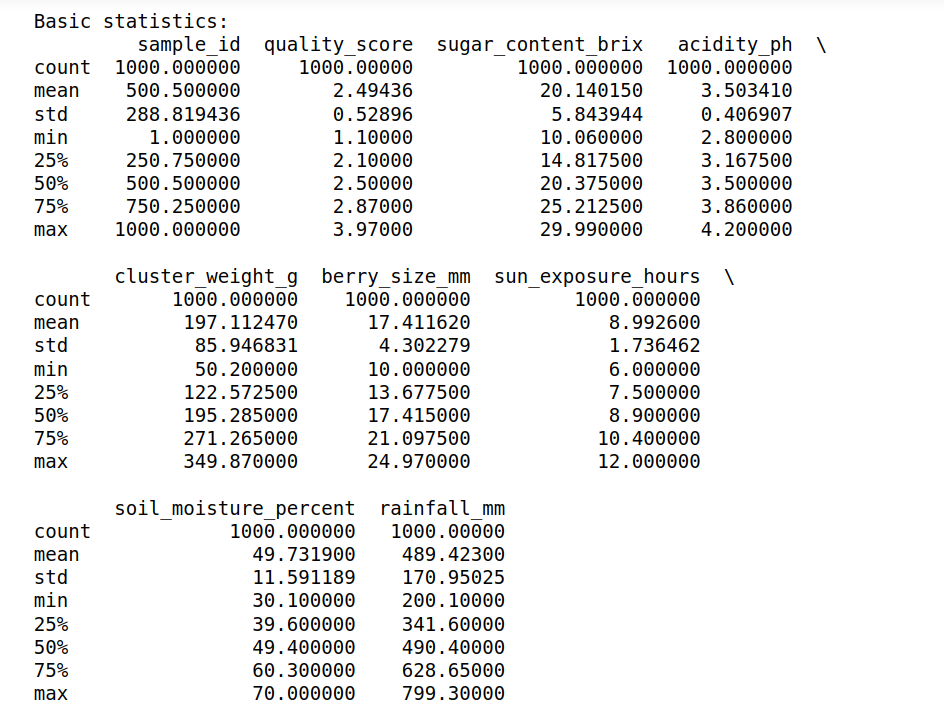 Basic statistics:
sample_id quality_score sugar_content_brix acidity_ph \
count 1000.000000 1000.00000 1000.000000 1000.000000
mean 500.500000 2.49436 20.140150 3.503410
std 288.819436 0.52896 5.843944 0.406907
min 1.000000 1.10000 10.060000 2.800000
25% 250.750000 2.10000 14.817500 3.167500
50% 500.500000 2.50000 20.375000 3.500000
75% 750.250000 2.87000 25.212500 3.860000
max 1000.000000 3.97000 29.990000 4.200000
cluster_weight_g berry_size_mm sun_exposure_hours \
count 1000.000000 1000.000000 1000.000000
mean 197.112470 17.411620 8.992600
std 85.946831 4.302279 1.736462
min 50.200000 10.000000 6.000000
25% 122.572500 13.677500 7.500000
50% 195.285000 17.415000 8.900000
75% 271.265000 21.097500 10.400000
max 349.870000 24.970000 12.000000
soil_moisture_percent rainfall_mm
count 1000.000000 1000.00000
mean 49.731900 489.42300
std 11.591189 170.95025
min 30.100000 200.10000
25% 39.600000 341.60000
50% 49.400000 490.40000
75% 60.300000 628.65000
max 70.000000 799.30000